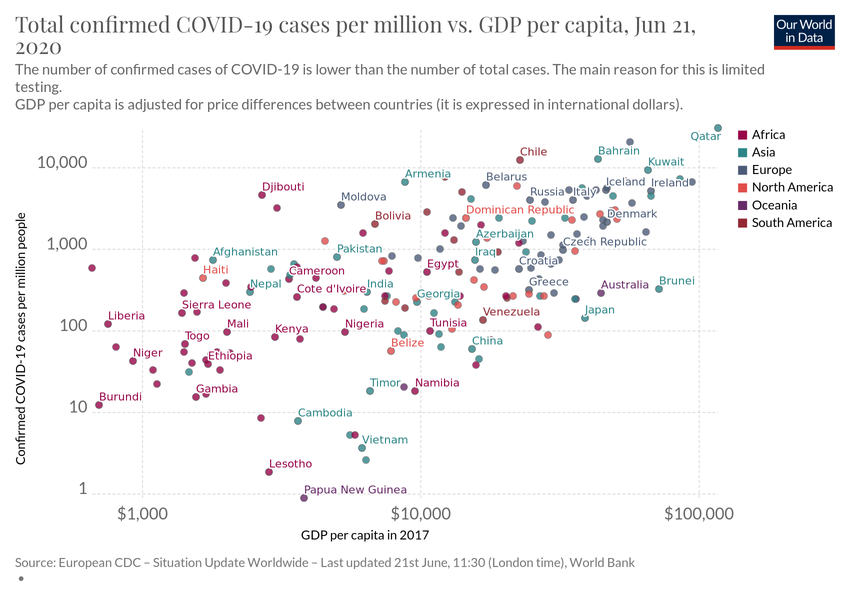 Total confirmed COVID-19 cases per million vs. GDP per capita, Jun 21,
2020
Our World
in Data
The number of confirmed cases of COVID-19 is lower than the number of total cases. The main reason for this is limited
testing.
GDP per capita is adjusted for price differences between countries (it is expressed in international dollars).
Qatar
Africa
Chile
Bahrain
Asia
10,000
Kuwait
Armenia
Belarus
Europe
Djibouti
Iceland
Ireland
North America
Moldova
Russia
Italy
Oceania
Bolivia
Dominican Republic
Denmark
South America
Azerbaijan
Czech Republic
1,000
Afghanistan
Pakistan
Iraq
Croatia
Haiti
Cameroon
Egypt
Nepal
Cote d'Ivoire
India
Greece
Australia
Brunei
Georgia
Sierra Leone
Venezuela
Japan
Liberia
100
Mali
Kenya
Nigeria
Tunisia
Togo
Belize
China
Niger
Ethiopia
Gambia
Timor
Namibia
Burundi
10
Cambodia
Vietnam
Lesotho
Papua New Guinea
1
Confirmed COVID-19 cases per million people
$1,000
$10,000
$100,000
GDP per capita in 2017
Source: European CDC – Situation Update Worldwide – Last updated 21st June, 11:30 (London time), World Bank